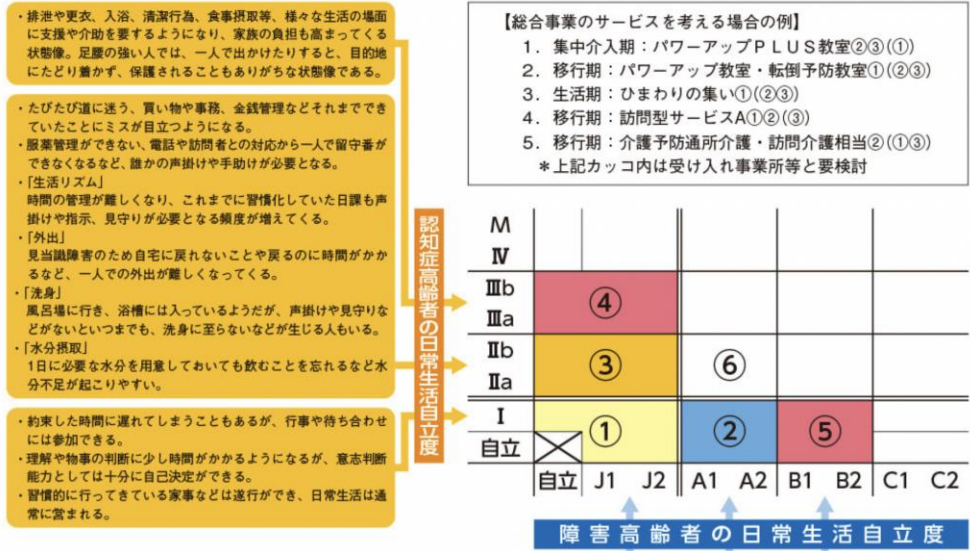 ・排泄や更衣、入浴、清潔行為、食事摂取等、様々な生活の場面
に支援や介助を要するようになり、家族の負担も高まってくる
状態像。足腰の強い人では、一人で出かけたりすると、目的地
にたどり着かず、保護されることもありがちな状態像である。
・たびたび道に迷う、買い物や事務、金銭管理などそれまででき
ていたことにミスが目立つようになる。
・服薬管理ができない、電話や訪問者との対応から一人で留守番が
できなくなるなど、誰かの声掛けや手助けが必要となる。
・「生活リズム」
時間の管理が難しくなり、これまでに習慣化していた日課も声
掛けや指示、見守りが必要となる頻度が増えてくる。
・「外出」
見当識障害のため自宅に戻れないことや戻るのに時間がかか
るなど、一人での外出が難しくなってくる。
・「洗身」
風呂場に行き、浴槽には入っているようだが、声掛けや見守りな
どがないといつまでも、洗身に至らないなどが生じる人もいる。
・「水分摂取」
1日に必要な水分を用意しておいても飲むことを忘れるなど水
分不足が起こりやすい。
・約束した時間に遅れてしまうこともあるが、行事や待ち合わせ
には参加できる。
・理解や物事の判断に少し時間がかかるようになるが、意志判断
能力としては十分に自己決定ができる。
・習慣的に行ってきている家事などは遂行ができ、日常生活は通
常に営まれる。
【総合事業のサービスを考える場合の例】
1．集中介入期：パワーアップPLUS教室②③(①)
2．移行期：パワーアップ教室・転倒予防教室①(②③)
3．生活期：ひまわりの集い①(②③)
4．移行期：訪問型サービスA①②(③)
5．移行期：介護予防通所介護・訪問介護相当②(①③)
＊上記カッコ内は受け入れ事業所等と要検討
認知症高齢者の日常生活自立度
M
Ⅳ
Ⅲb
④
Ⅲa
Ⅱb
③ ⑥
Ⅱa
Ⅰ
① ② ⑤
自立
自立 J1 J2 A1 A2 B1 B2 C1 C2
障害高齢者の日常生活自立度